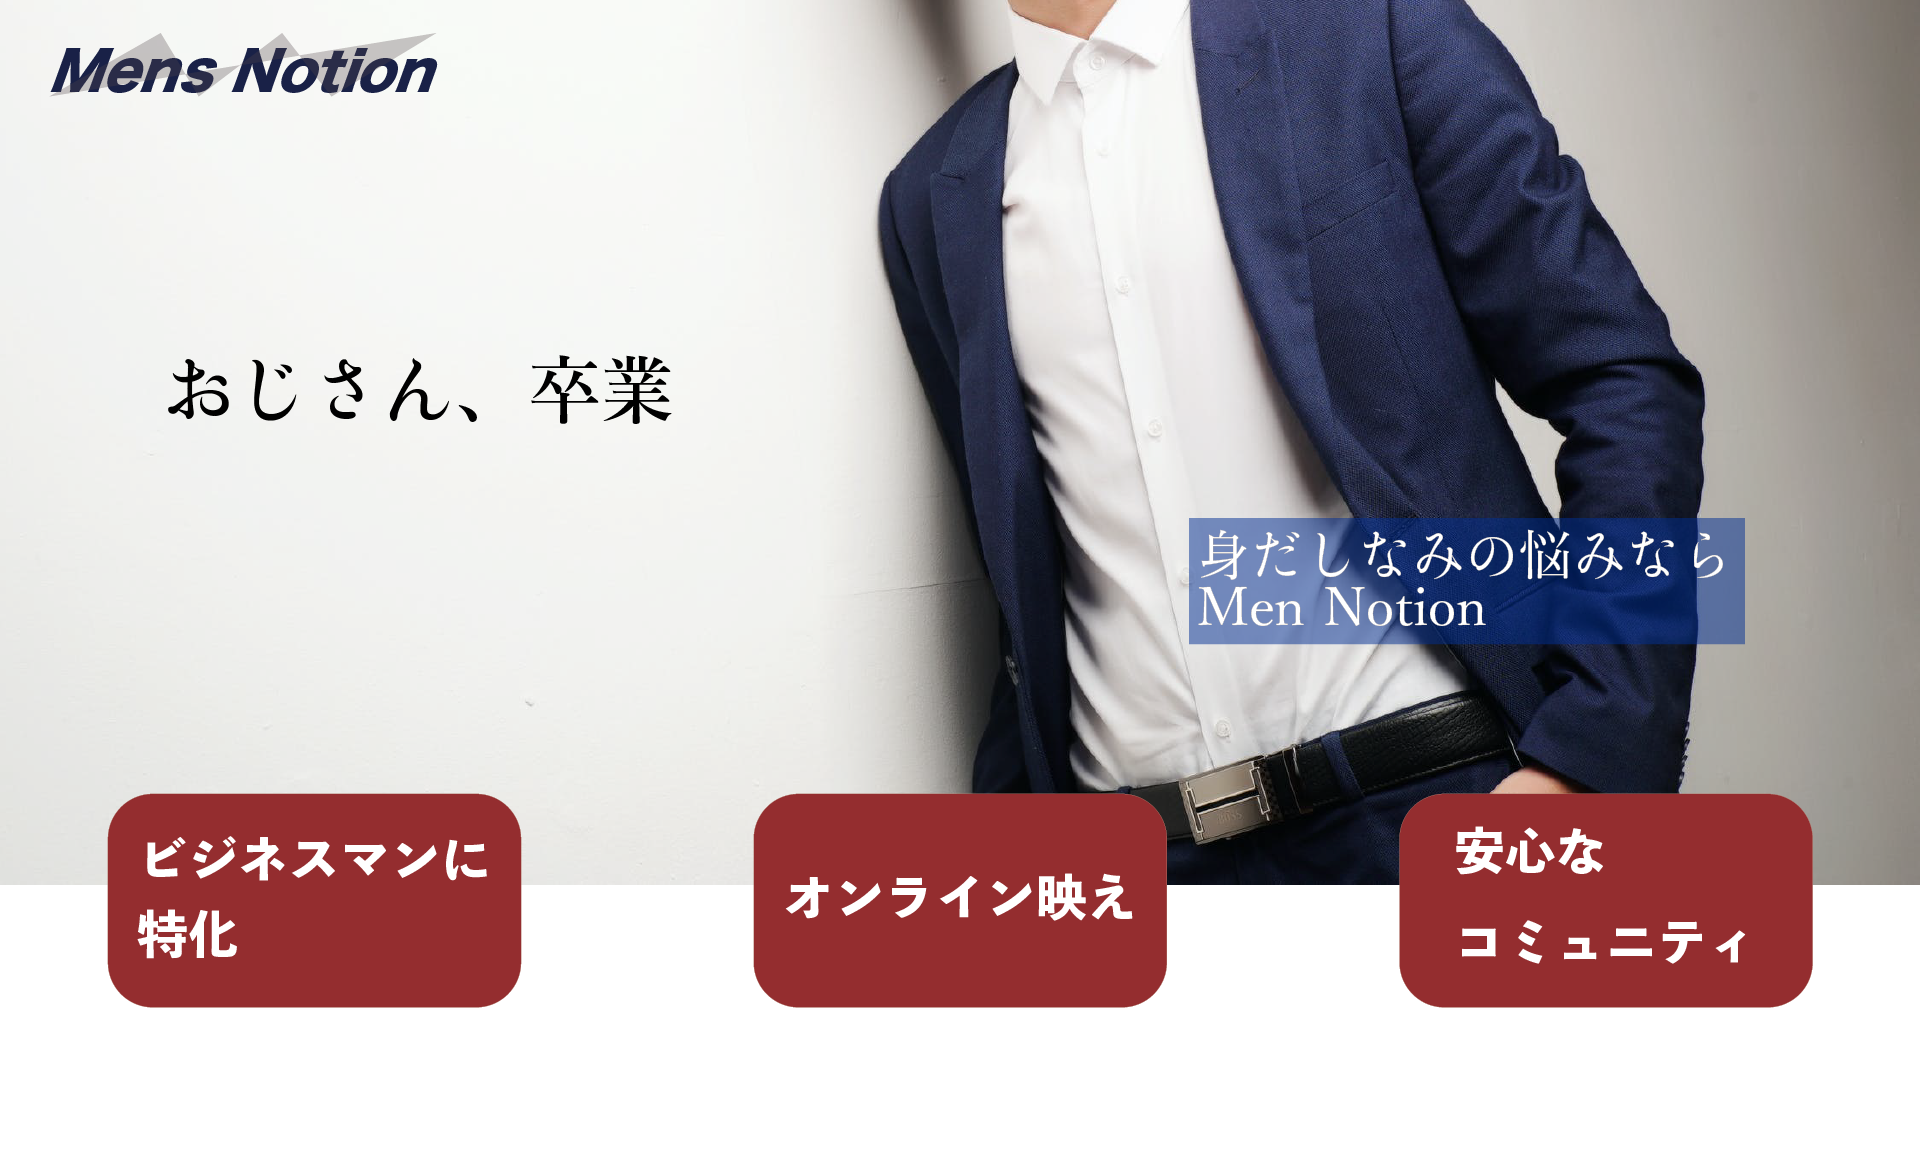 Mens Notion
おじさん、卒業
身だしなみの悩みなら
Men Notion
ビジネスマンに
特化
オンライン映え
安心な
コミュニティ